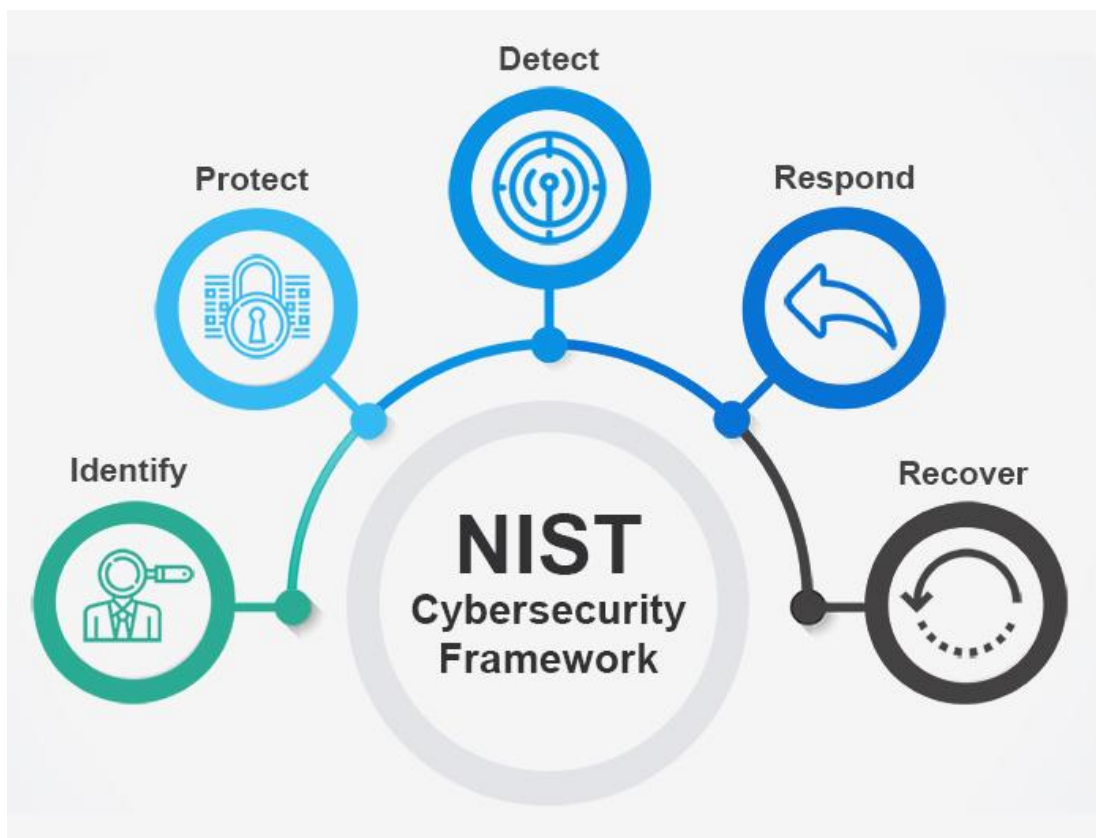 Detect
Protect
Respond
Identify
Recover
NIST
Cybersecurity
Framework